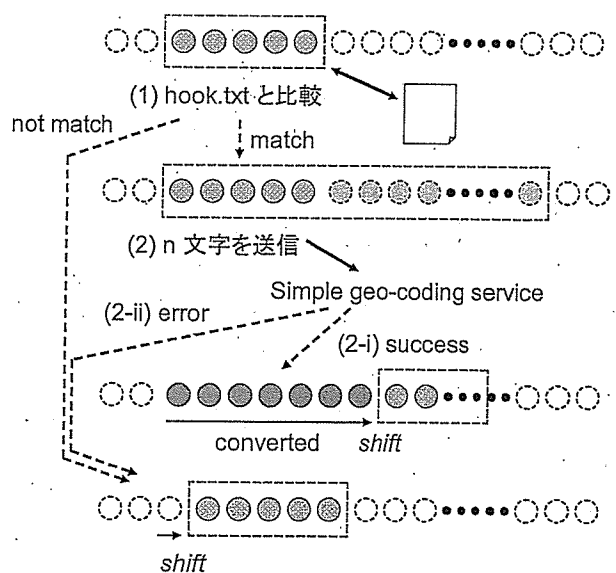 (1) hook.txt と比較
not match
match
(2) n 文字を送信
Simple geo-coding service
(2-ii) error
(2-i) success
converted
shift
shift